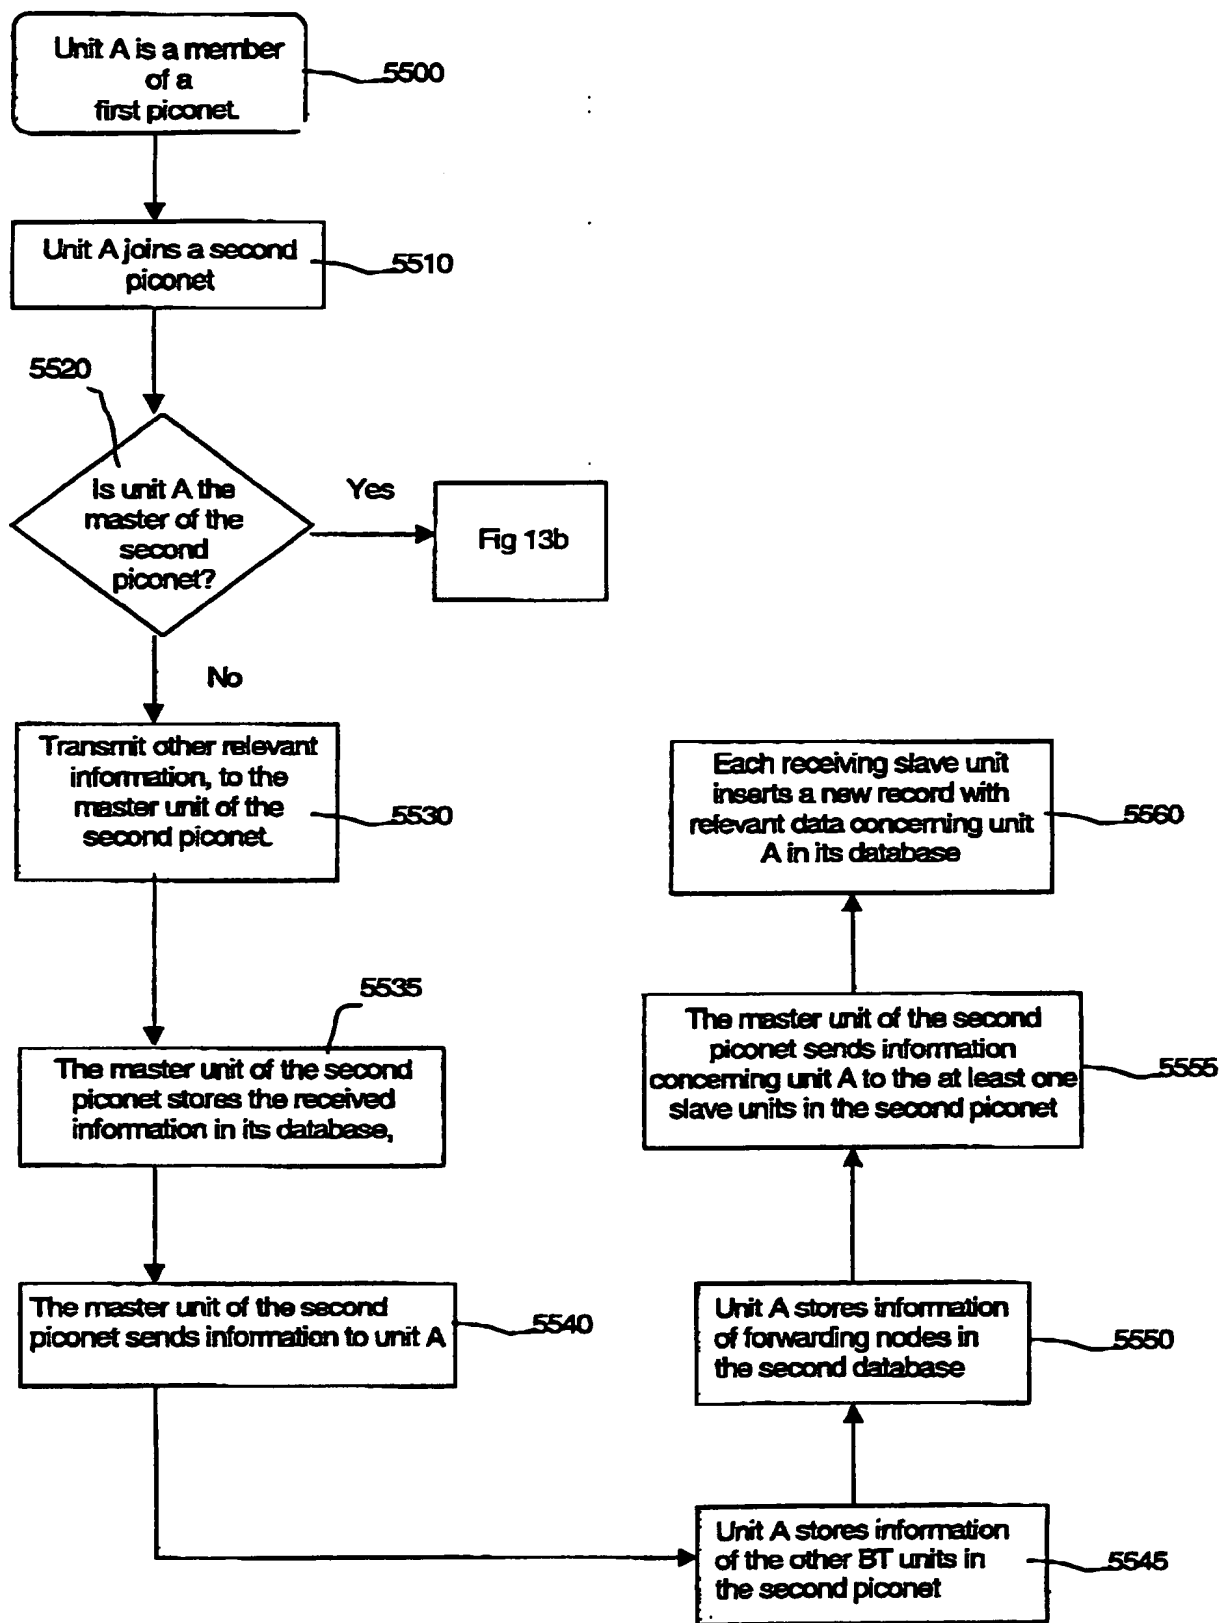 Unit A is a member
of a
first piconet.
5500
Unit A joins a second
piconet
5510
5520
Is unit A the
master of the
second
piconet?
Yes
Fig 13b
No
Transmit other relevant
information, to the
master unit of the
second piconet.
5530
5535
The master unit of the second
piconet stores the received
information in its database,
The master unit of the second
piconet sends information to unit A
5540
Unit A stores information
of the other BT units in
the second piconet
5545
Unit A stores information
of forwarding nodes in
the second database
5550
The master unit of the second
piconet sends information
concerning unit A to the at least one
slave units in the second piconet
5555
Each receiving slave unit
inserts a new record with
relevant data concerning unit
A in its database
5560